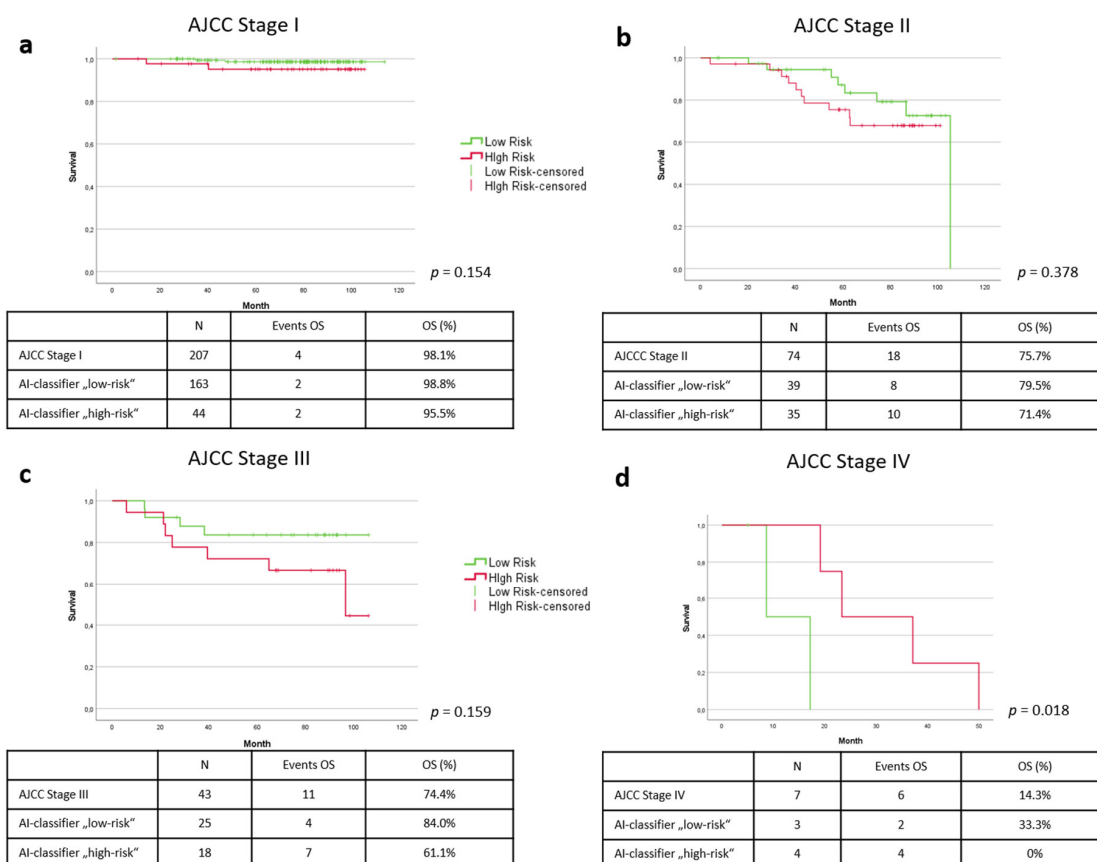 AJCC Stage I
a
1,0
0,8
0,6
0,4
0,2
0,0
Survival
0 20 40 60 80 100 120
Month
p = 0.154
Low Risk
HIgh Risk
Low Risk-censored
HIgh Risk-censored
N Events OS OS (%)
AJCC Stage I 207 4 98.1%
AI-classifier „low-risk“ 163 2 98.8%
AI-classifier „high-risk“ 44 2 95.5%
AJCC Stage II
b
1,0
0,8
0,6
0,4
0,2
0,0
Survival
0 20 40 60 80 100 120
Month
p = 0.378
N Events OS OS (%)
AJCCC Stage II 74 18 75.7%
AI-classifier „low-risk“ 39 8 79.5%
AI-classifier „high-risk“ 35 10 71.4%
AJCC Stage III
c
1,0
0,8
0,6
0,4
0,2
0,0
Survival
0 20 40 60 80 100 120
Month
p = 0.159
Low Risk
HIgh Risk
Low Risk-censored
HIgh Risk-censored
N Events OS OS (%)
AJCC Stage III 43 11 74.4%
AI-classifier „low-risk“ 25 4 84.0%
AI-classifier „high-risk“ 18 7 61.1%
AJCC Stage IV
d
1,0
0,8
0,6
0,4
0,2
0,0
Survival
0 10 20 30 40 50
Month
p = 0.018
N Events OS OS (%)
AJCC Stage IV 7 6 14.3%
AI-classifier „low-risk“ 3 2 33.3%
AI-classifier „high-risk“ 4 4 0%